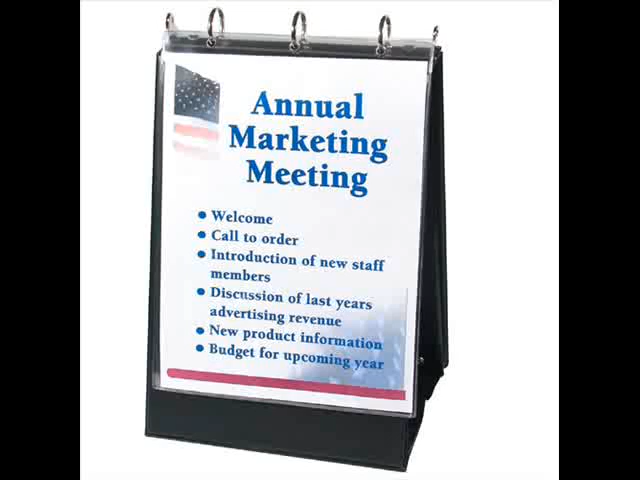 Annual
Marketing
Meeting
• Welcome
• Call to order
• Introduction of new staff
members
• Discussion of last years
advertising revenue
• New product information
• Budget for upcoming year